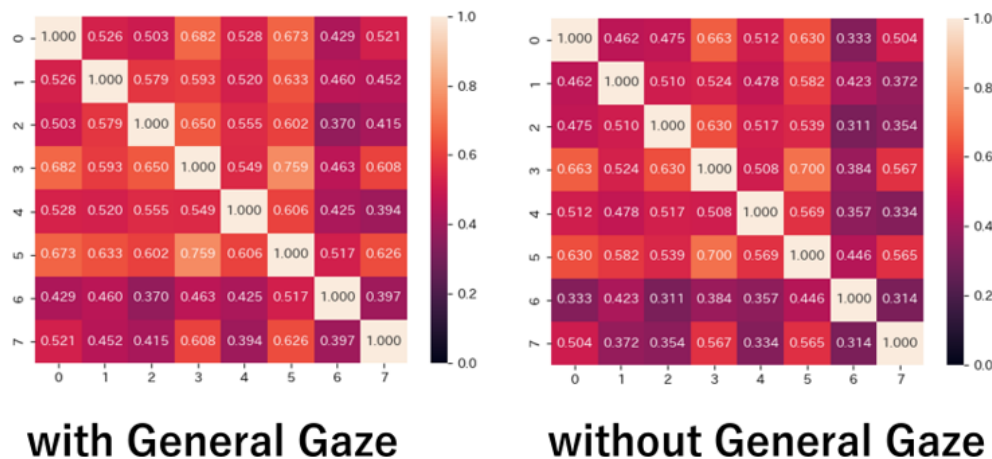 0 1.000 0.526 0.503 0.682 0.528 0.673 0.429 0.521
1 0.526 1.000 0.579 0.593 0.520 0.633 0.460 0.452
2 0.503 0.579 1.000 0.650 0.555 0.602 0.370 0.415
3 0.682 0.593 0.650 1.000 0.549 0.759 0.463 0.608
4 0.528 0.520 0.555 0.549 1.000 0.606 0.425 0.394
5 0.673 0.633 0.602 0.759 0.606 1.000 0.517 0.626
6 0.429 0.460 0.370 0.463 0.425 0.517 1.000 0.397
7 0.521 0.452 0.415 0.608 0.394 0.626 0.397 1.000
0 1 2 3 4 5 6 7
1.0
0.8
0.6
0.4
0.2
0.0
with General Gaze
0 1.000 0.462 0.475 0.663 0.512 0.630 0.333 0.504
1 0.462 1.000 0.510 0.524 0.478 0.582 0.423 0.372
2 0.475 0.510 1.000 0.630 0.517 0.539 0.311 0.354
3 0.663 0.524 0.630 1.000 0.508 0.700 0.384 0.567
4 0.512 0.478 0.517 0.508 1.000 0.569 0.357 0.334
5 0.630 0.582 0.539 0.700 0.569 1.000 0.446 0.565
6 0.333 0.423 0.311 0.384 0.357 0.446 1.000 0.314
7 0.504 0.372 0.354 0.567 0.334 0.565 0.314 1.000
0 1 2 3 4 5 6 7
1.0
0.8
0.6
0.4
0.2
0.0
without General Gaze